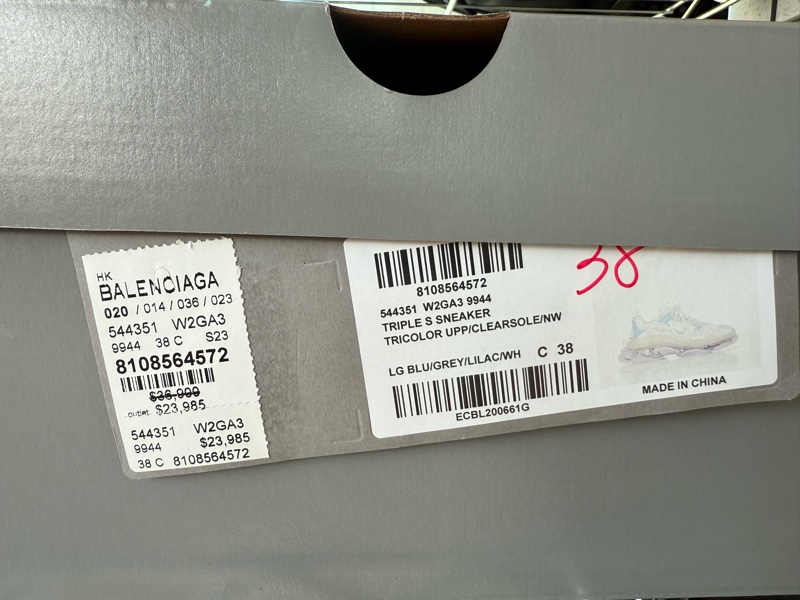 HK
BALENCIAGA
020 / 014 / 036 / 023
544351 W2GA3
9944 38 C S23
8108564572
$26,900
outlet $23,985
544351 W2GA3
9944 $23,985
38 C 8108564572
38
8108564572
544351 W2GA3 9944
TRIPLE S SNEAKER
TRICOLOR UPP/CLEARSOLE/NW
LG BLU/GREY/LILAC/WH C 38
ECBL200661G
MADE IN CHINA